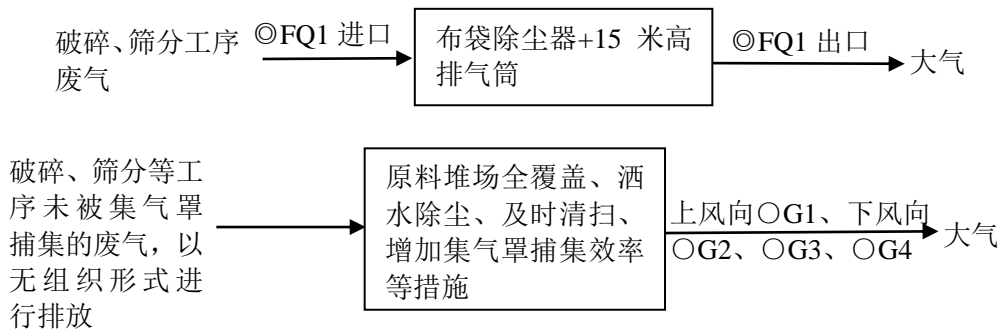 破碎、筛分工序
废气
◎FQ1 进口
布袋除尘器+15 米高
排气筒
◎FQ1 出口
大气
破碎、筛分等工
序未被集气罩
捕集的废气，以
无组织形式进
行排放
原料堆场全覆盖、洒
水除尘、及时清扫、
增加集气罩捕集效率
等措施
上风向○G1、下风向
○G2、○G3、○G4
大气